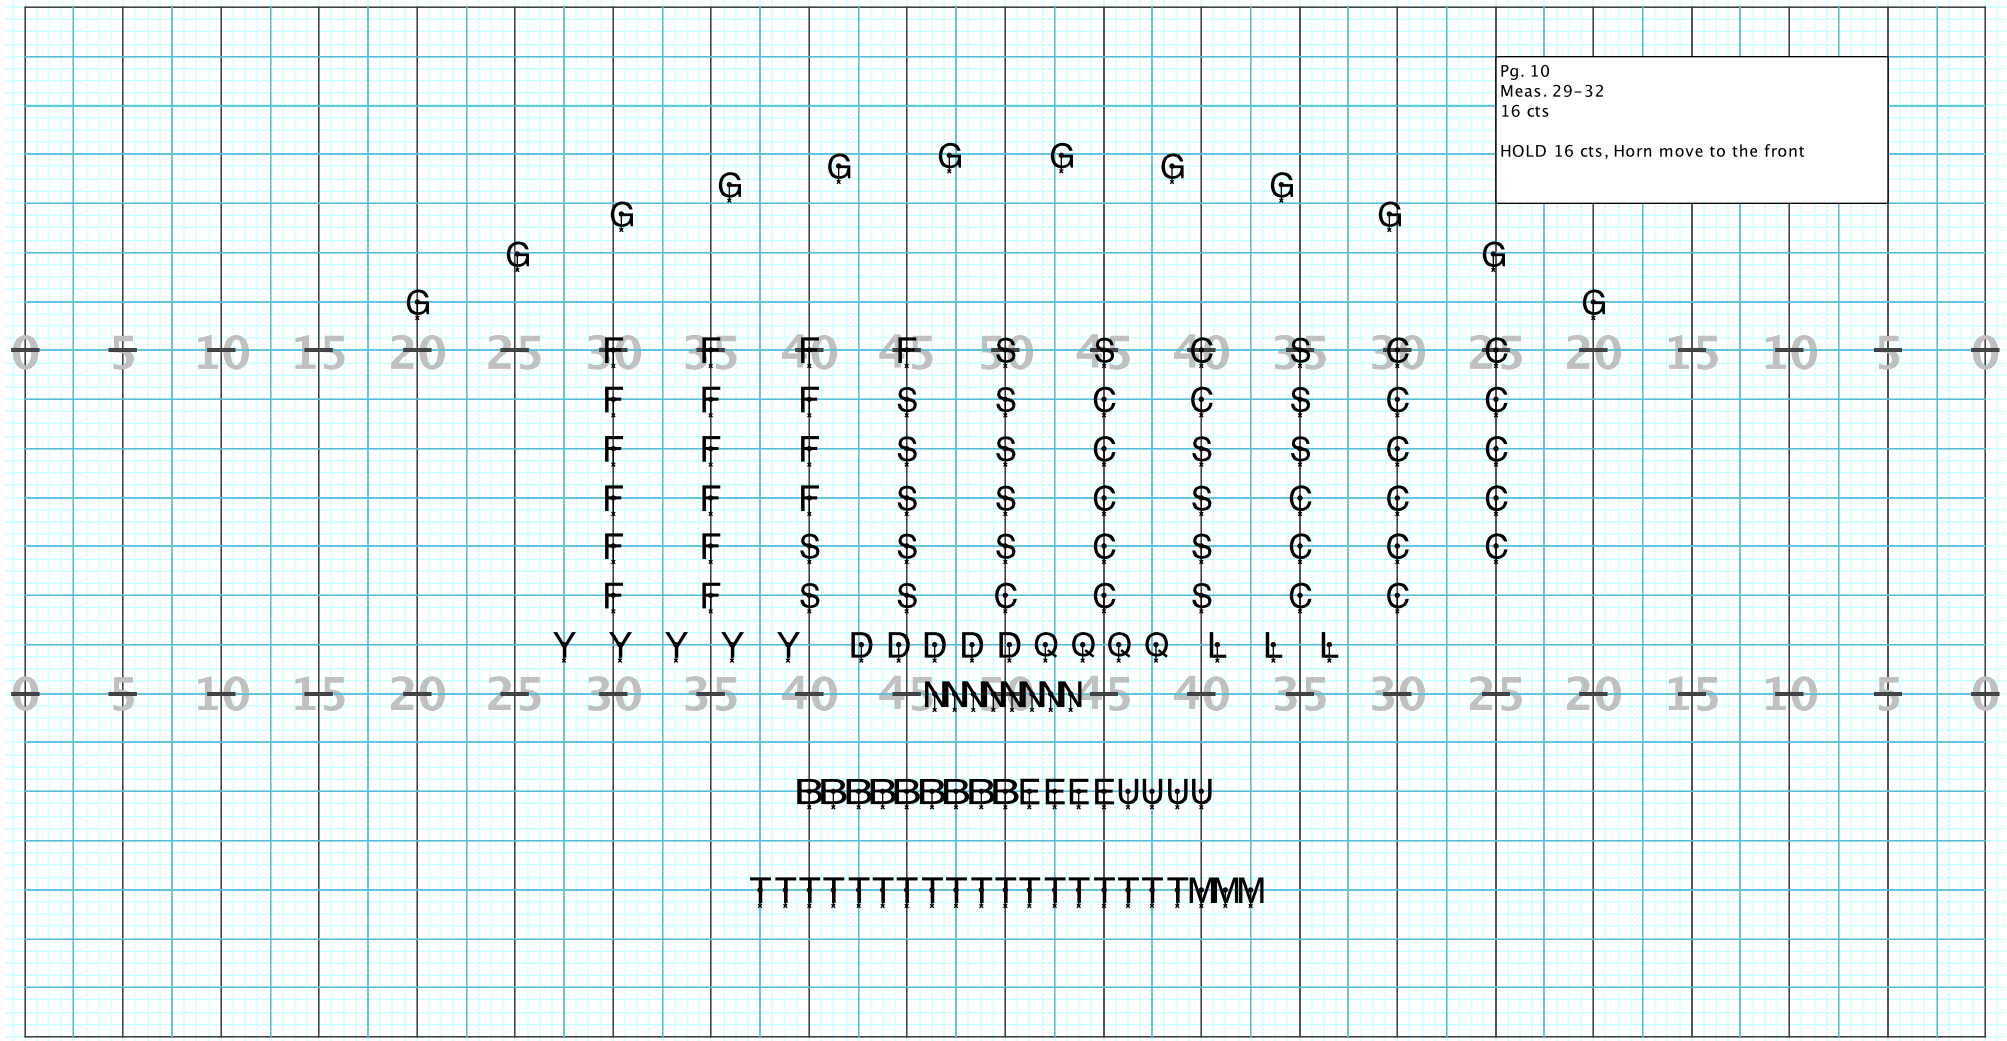 Pg. 10
Meas. 29-32
16 cts
HOLD 16 cts, Horn move to the front
G G
G G
G G
G G
G G
G G
0 5 10 15 20 25 30 35 40 45 50 45 40 35 30 25 20 15 10 5 0
F F F F S S C S C C
F F F S S C C S C C
F F F S S C S S C C
F F F S S C S C C C
F F S S S C S C C C
F F S S C C S C C
Y Y Y Y Y D D D D D Q Q Q Q L L L
0 5 10 15 20 25 30 35 40 45 50 45 40 35 30 25 20 15 10 5 0
NNNNNNNN
BBBBBBBBBEEEEUUUU
TTTTTTTTTTTTTTTTTTMMM